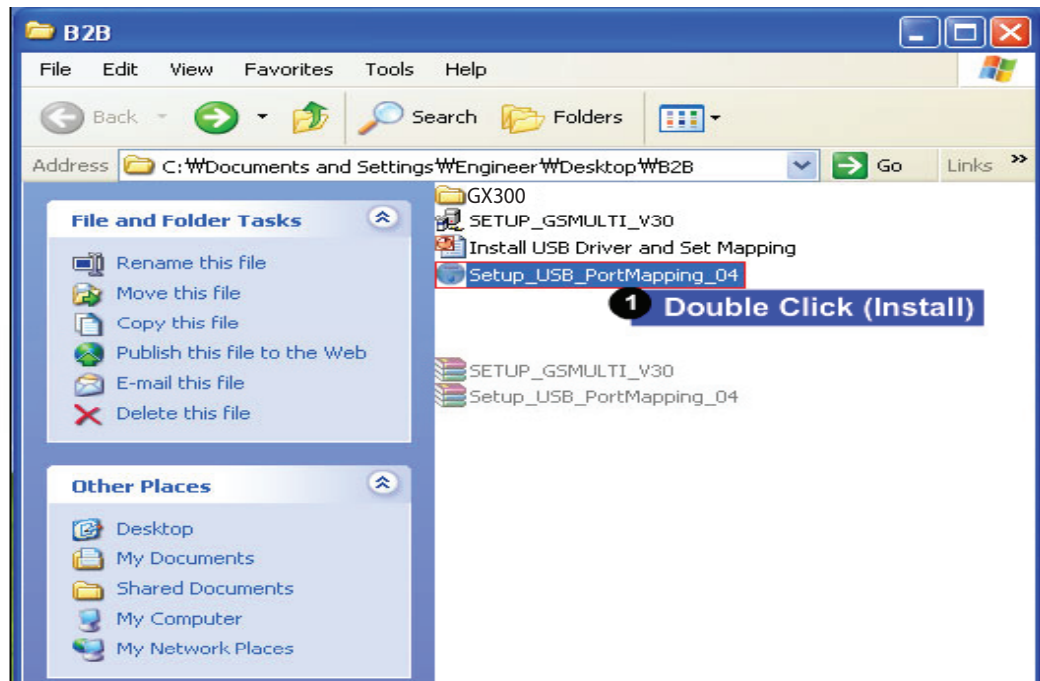 B2B
File Edit View Favorites Tools Help
Back Search Folders
Address C:₩Documents and Settings₩Engineer₩Desktop₩B2B Go Links »
File and Folder Tasks
Rename this file
Move this file
Copy this file
Publish this file to the Web
E-mail this file
Delete this file
Other Places
Desktop
My Documents
Shared Documents
My Computer
My Network Places
GX300
SETUP_GSMULTI_V30
Install USB Driver and Set Mapping
Setup_USB_PortMapping_04
1 Double Click (Install)
SETUP_GSMULTI_V30
Setup_USB_PortMapping_04